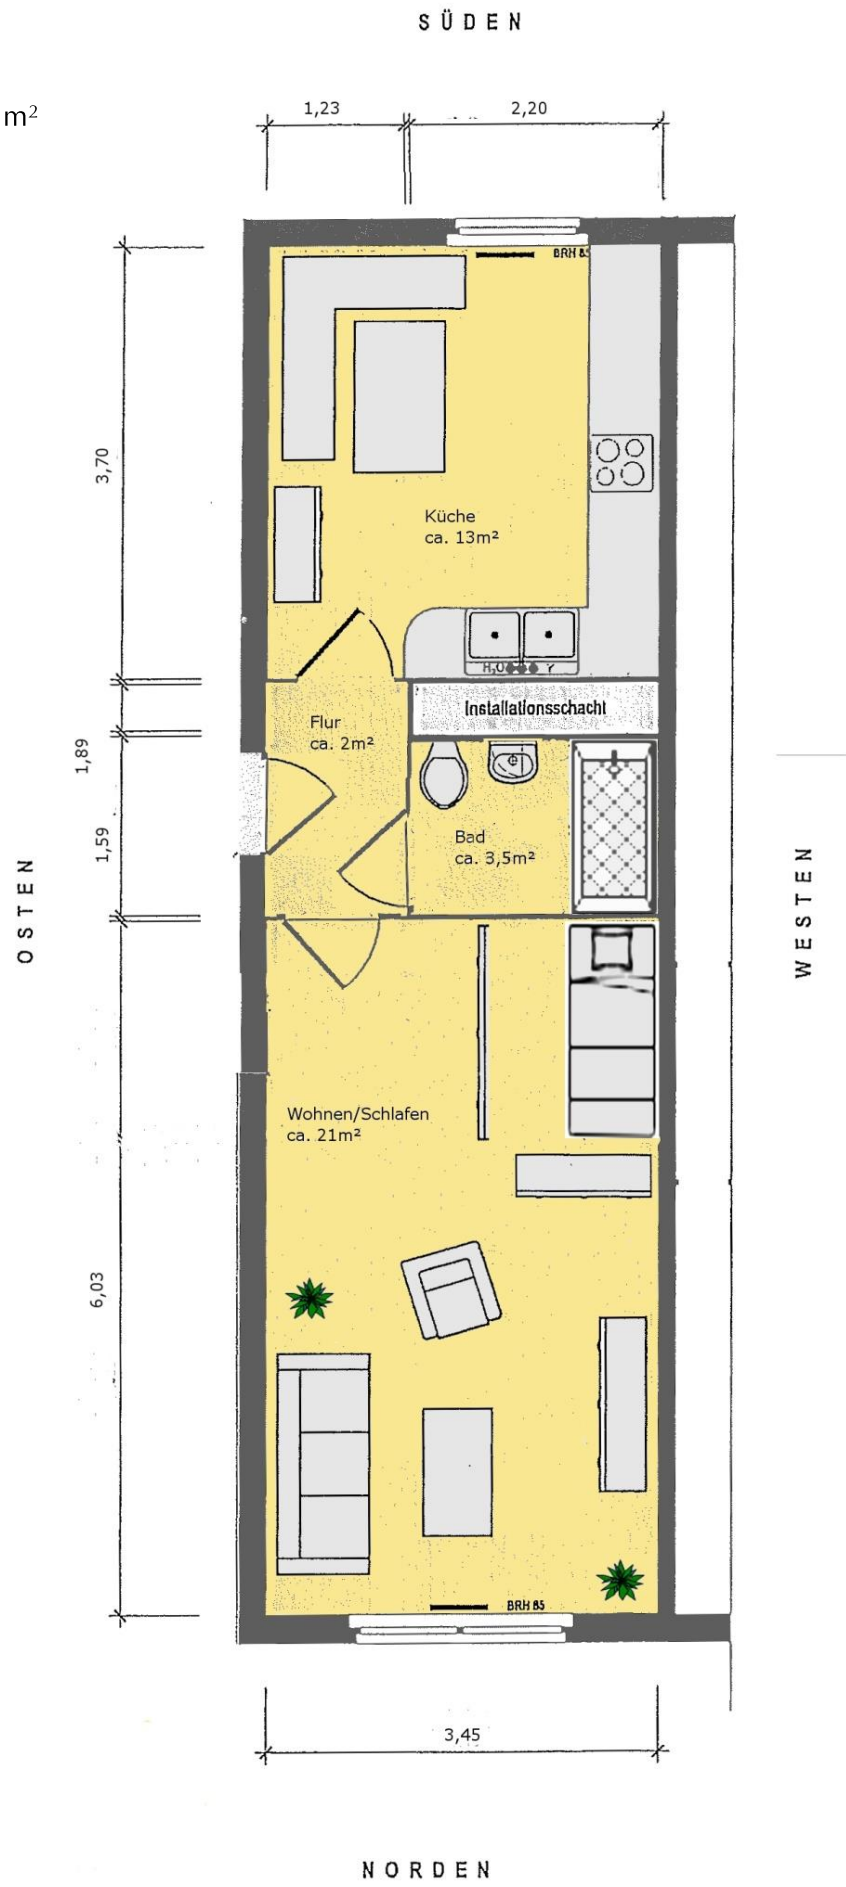 SÜDEN
m²
1,23
2,20
BRH 85
3,70
Küche
ca. 13m²
H₂O
Installationsschacht
Flur
ca. 2m²
1,89
1,59
Bad
ca. 3,5m²
OSTEN
WESTEN
Wohnen/Schlafen
ca. 21m²
6,03
BRH 85
3,45
NORDEN